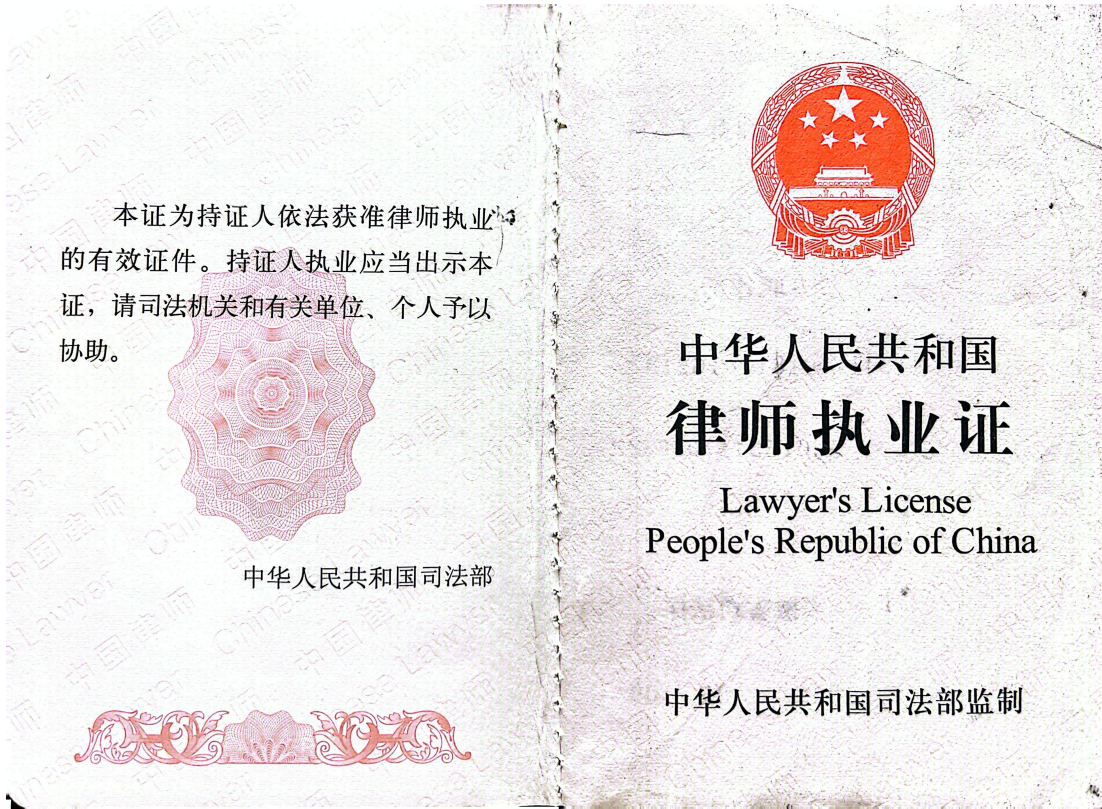 本证为持证人依法获准律师执业
的有效证件。持证人执业应当出示本
证，请司法机关和有关单位、个人予以
协助。
中华人民共和国司法部
中华人民共和国
律师执业证
Lawyer's License
People's Republic of China
中华人民共和国司法部监制